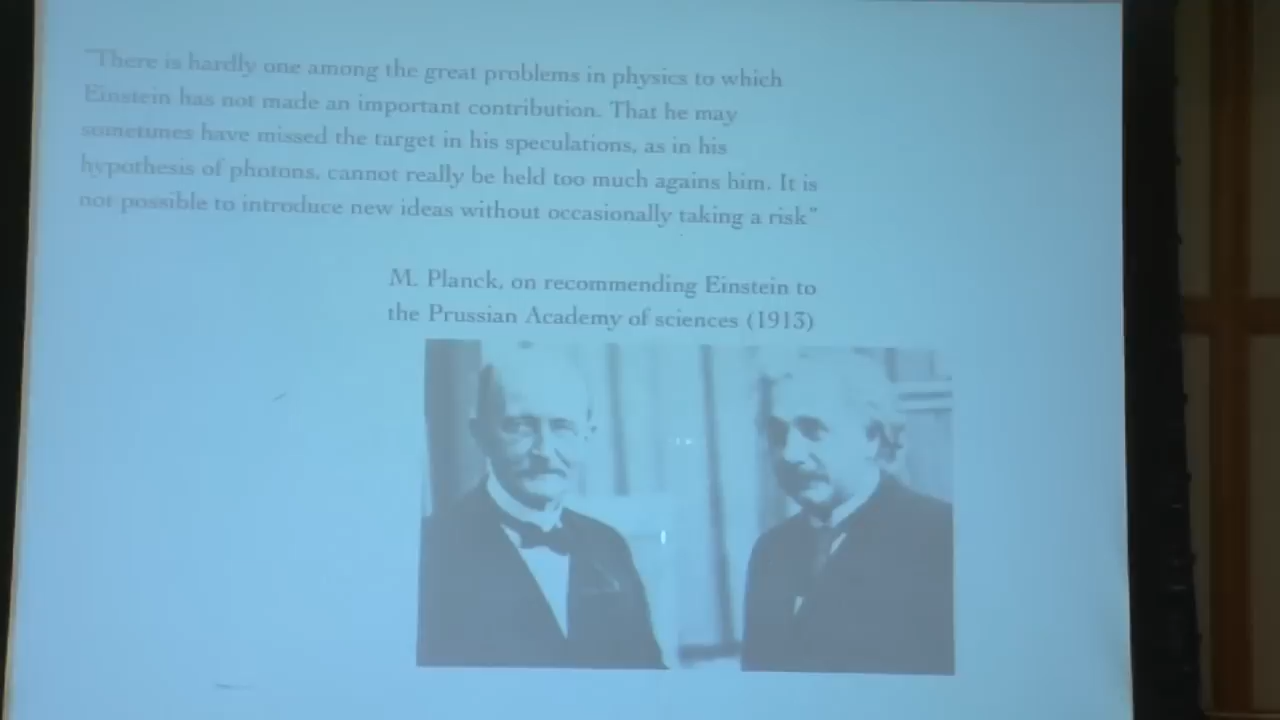 "There is hardly one among the great problems in physics to which
Einstein has not made an important contribution. That he may
sometimes have missed the target in his speculations, as in his
hypothesis of photons, cannot really be held too much agains him. It is
not possible to introduce new ideas without occasionally taking a risk"
M. Planck, on recommending Einstein to
the Prussian Academy of sciences (1913)